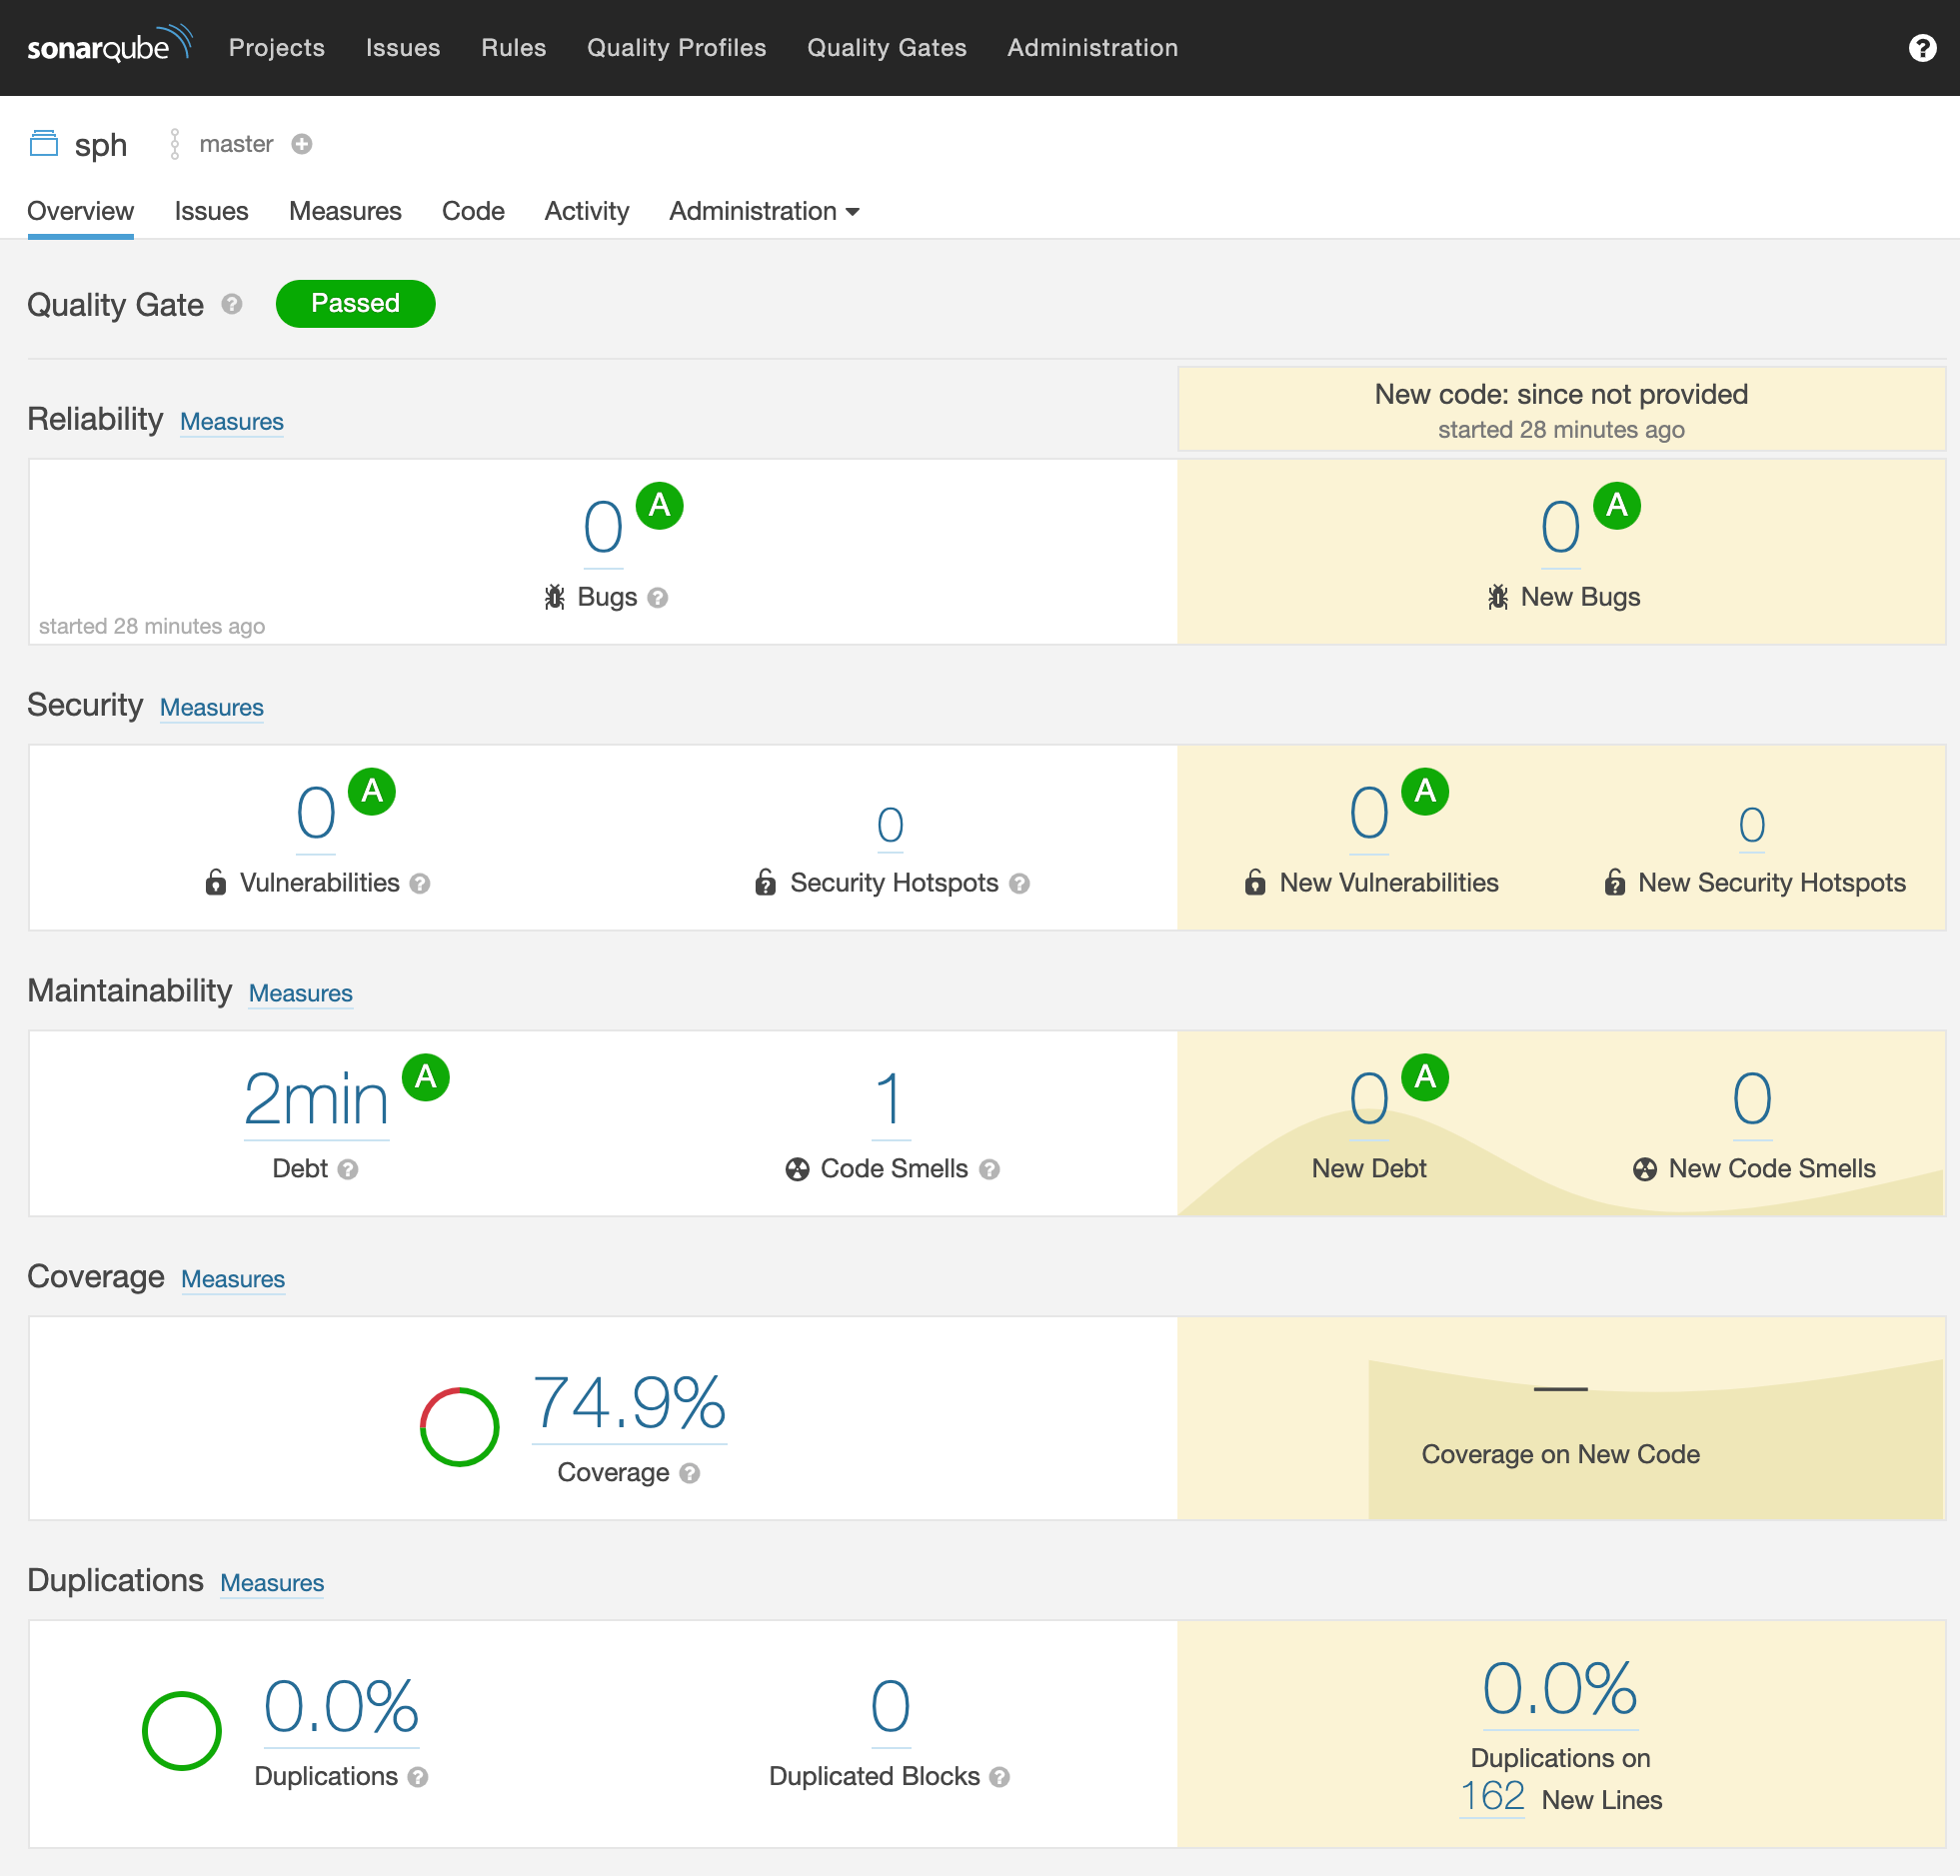 sonarqube Projects Issues Rules Quality Profiles Quality Gates Administration ?
sph master
Overview Issues Measures Code Activity Administration
Quality Gate ? Passed
New code: since not provided
started 28 minutes ago
Reliability Measures
0 A
Bugs ?
started 28 minutes ago
0 A
New Bugs
Security Measures
0 A
Vulnerabilities ?
0
Security Hotspots ?
0 A
New Vulnerabilities
0
New Security Hotspots
Maintainability Measures
2min A
Debt ?
1
Code Smells ?
0 A
New Debt
0
New Code Smells
Coverage Measures
74.9%
Coverage ?
—
Coverage on New Code
Duplications Measures
0.0%
Duplications ?
0
Duplicated Blocks ?
0.0%
Duplications on
162 New Lines